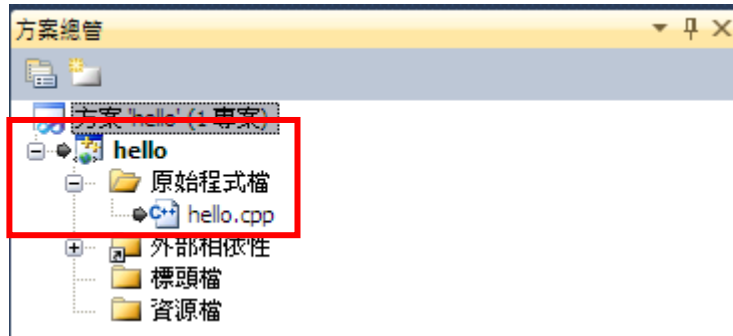 方案總管
方案 'hello' (1 專案)
hello
原始程式檔
hello.cpp
外部相依性
標頭檔
資源檔